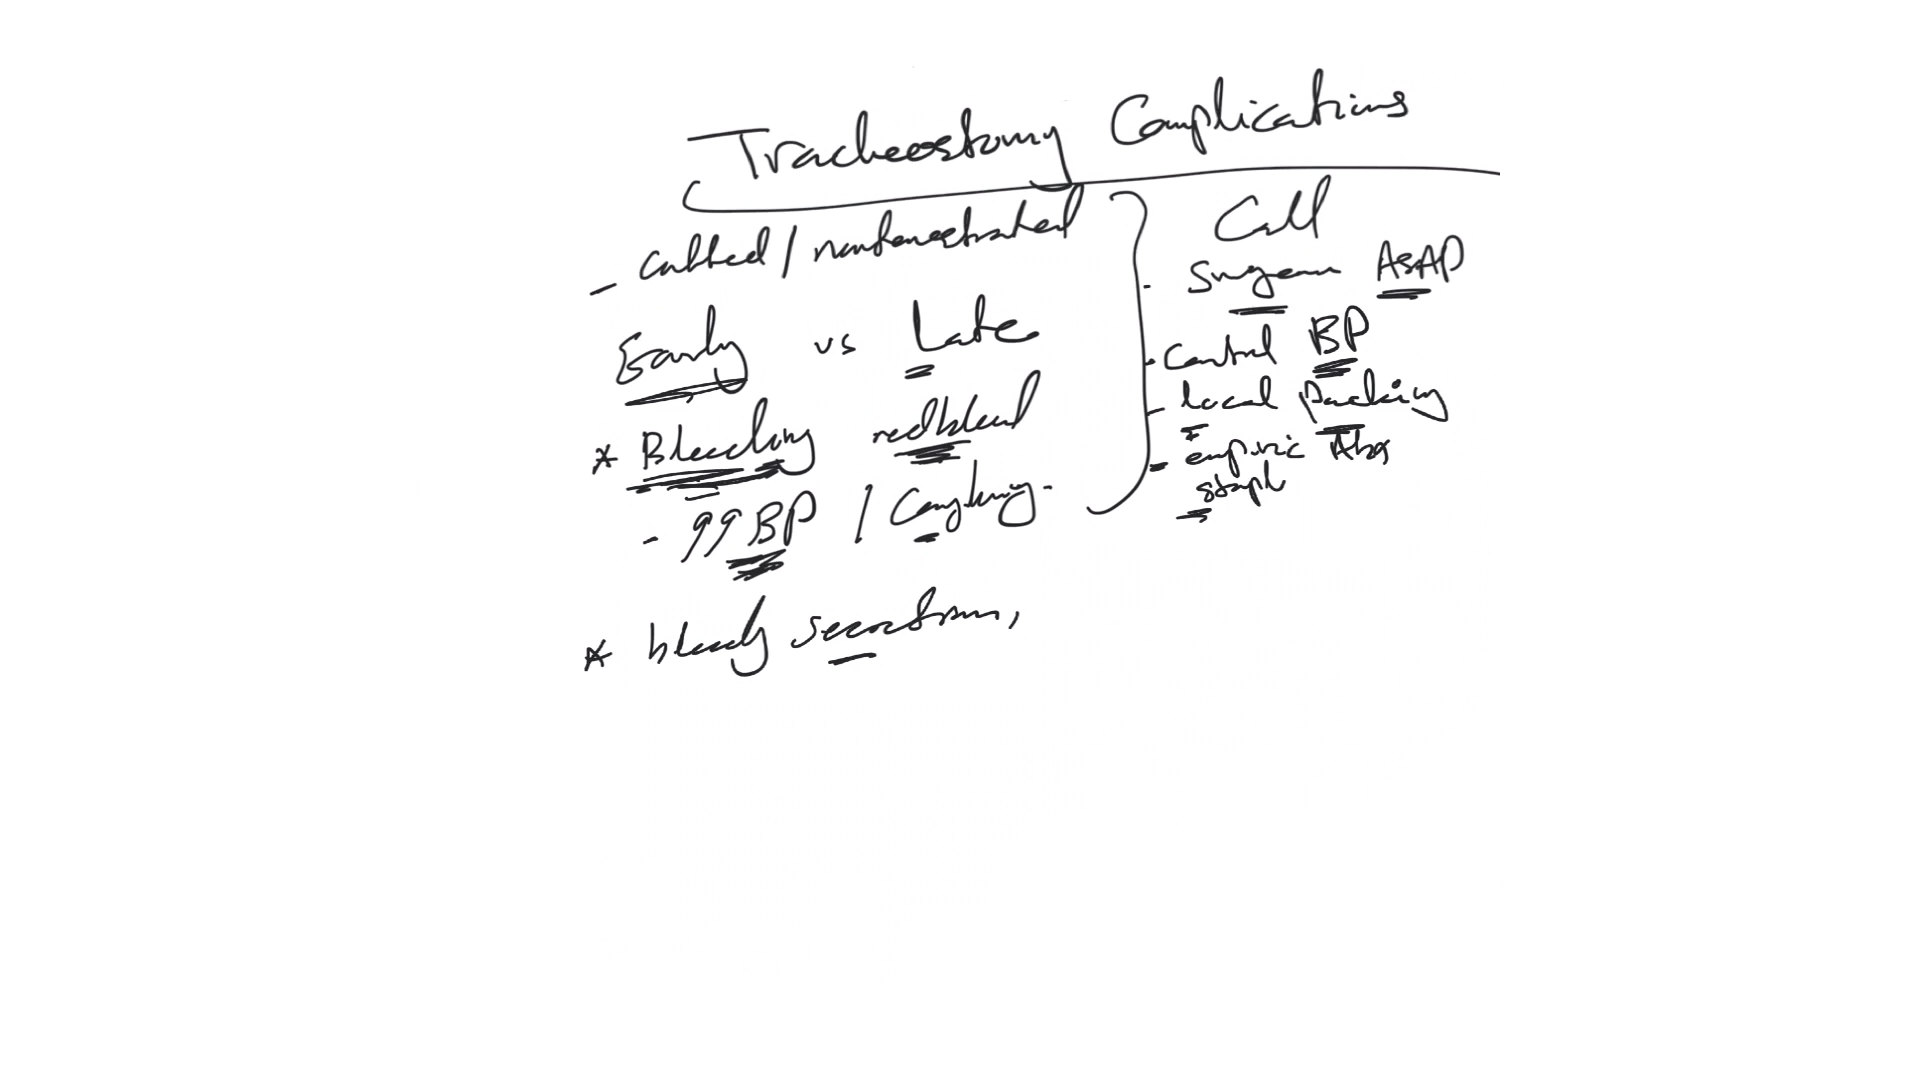 Tracheostomy Complications
- cuffed / nonfenestrated
Early vs Late
* Bleeding red blood
- ↑↑ BP / Coughing.
* bloody secretions,
Call
- Surgeon ASAP
- Control BP
- local packing
- empiric Abx
staph